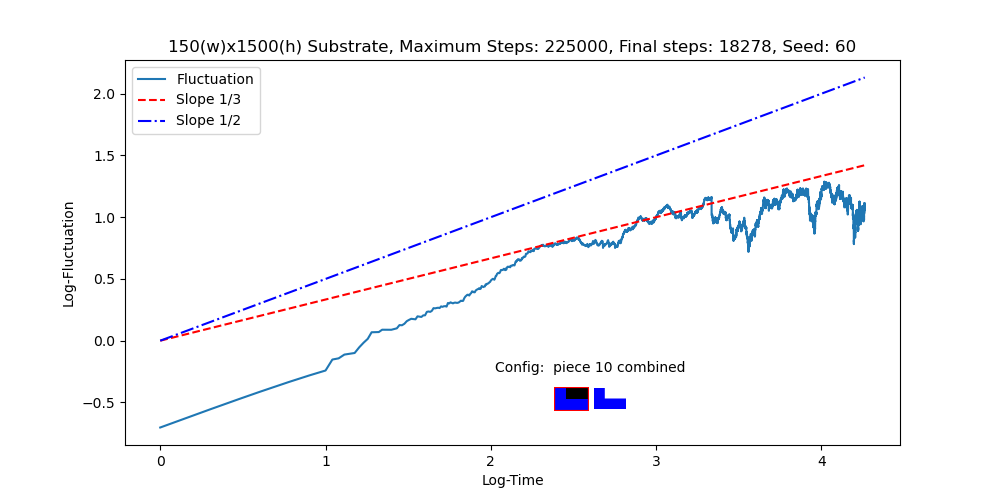 150(w)x1500(h) Substrate, Maximum Steps: 225000, Final steps: 18278, Seed: 60
Fluctuation
Slope 1/3
Slope 1/2
2.0
1.5
1.0
0.5
0.0
−0.5
Log-Fluctuation
Config:  piece 10 combined
0 1 2 3 4
Log-Time